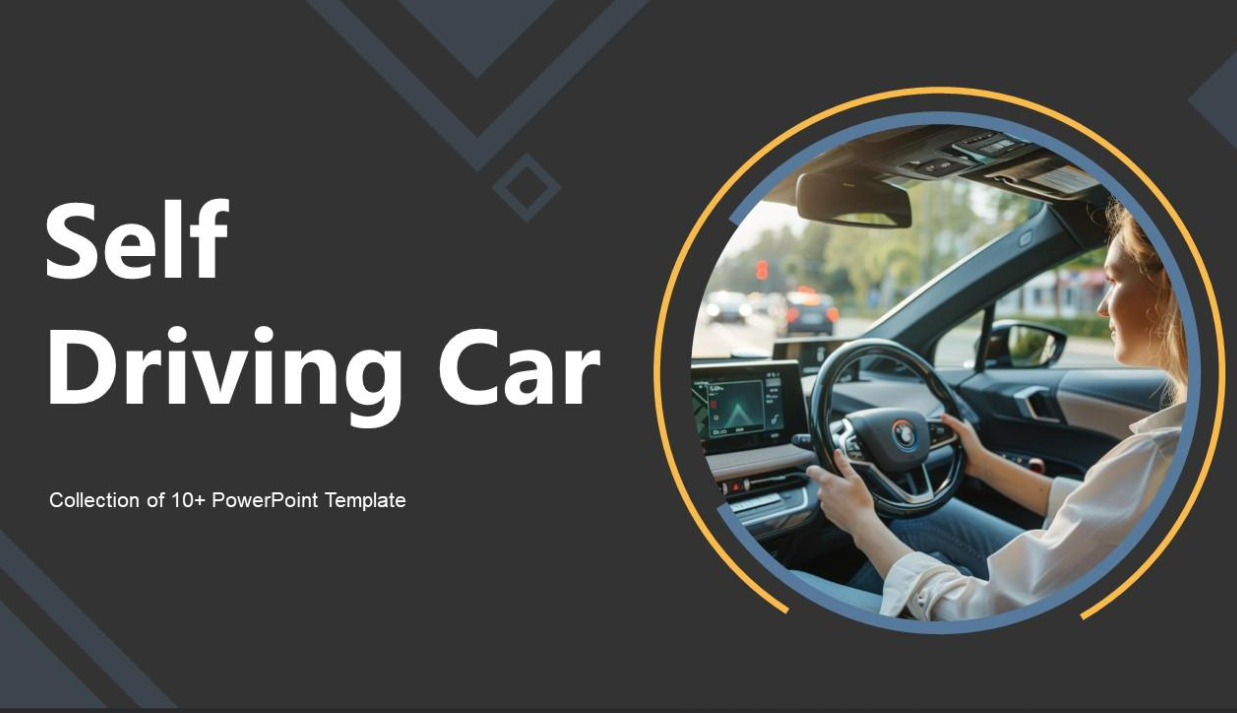 Self
Driving Car
Collection of 10+ PowerPoint Template